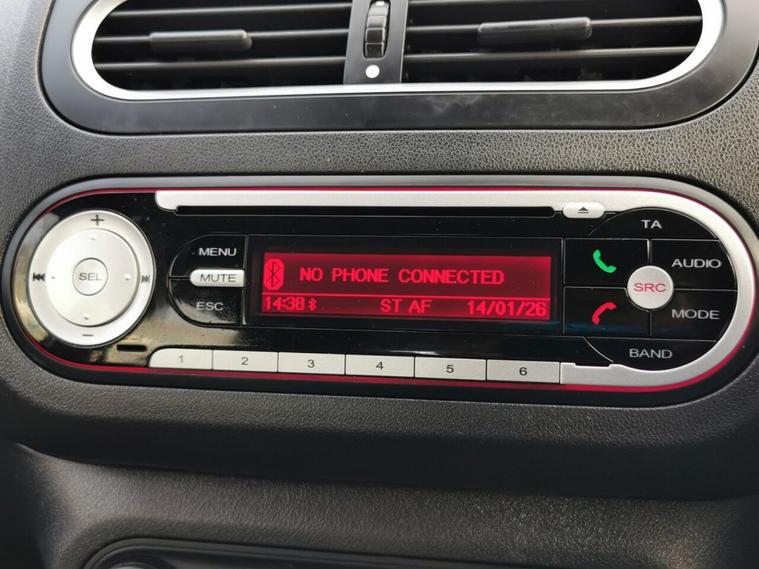 TA
MENU
AUDIO
NO PHONE CONNECTED
MUTE
SEL
SRC
ESC
14:38 ST AF 14/01/26
MODE
BAND
1 2 3 4 5 6